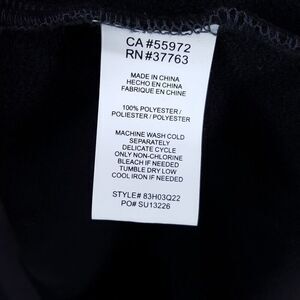 CA #55972
RN #37763
MADE IN CHINA
HECHO EN CHINA
FABRIQUE EN CHINE
100% POLYESTER /
POLIESTER / POLYESTER
MACHINE WASH COLD
SEPARATELY
DELICATE CYCLE
ONLY NON-CHLORINE
BLEACH IF NEEDED
TUMBLE DRY LOW
COOL IRON IF NEEDED
STYLE# 83H03Q22
PO# SU13226